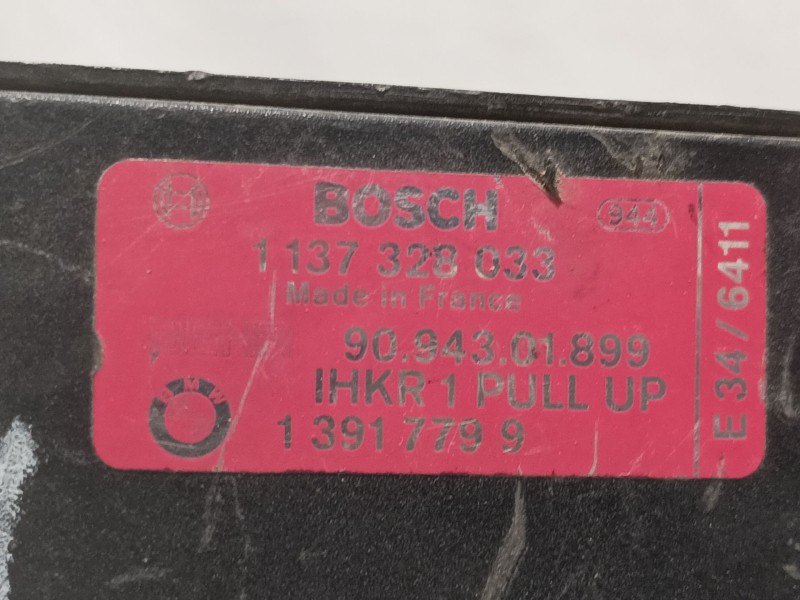 BOSCH 944
1 137 328 033
Made in France
90.943.01.899
IHKR 1 PULL UP
BMW
1 391 779 9
E 34 / 6411